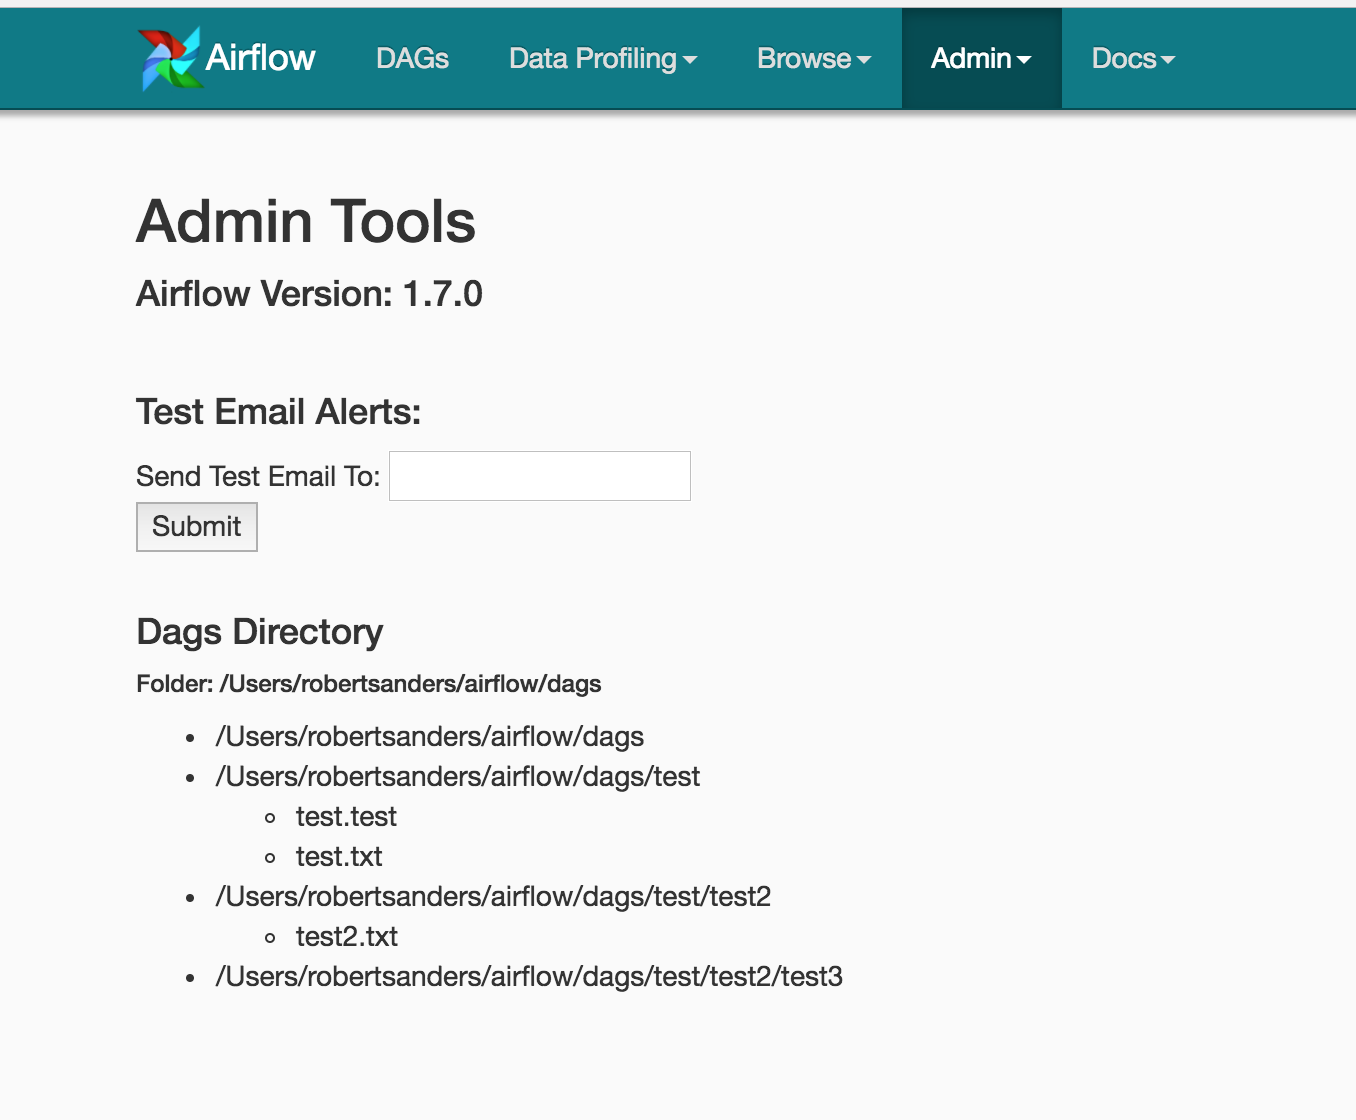 Airflow DAGs Data Profiling Browse Admin Docs
Admin Tools
Airflow Version: 1.7.0
Test Email Alerts:
Send Test Email To:
Submit
Dags Directory
Folder: /Users/robertsanders/airflow/dags
/Users/robertsanders/airflow/dags
/Users/robertsanders/airflow/dags/test
test.test
test.txt
/Users/robertsanders/airflow/dags/test/test2
test2.txt
/Users/robertsanders/airflow/dags/test/test2/test3